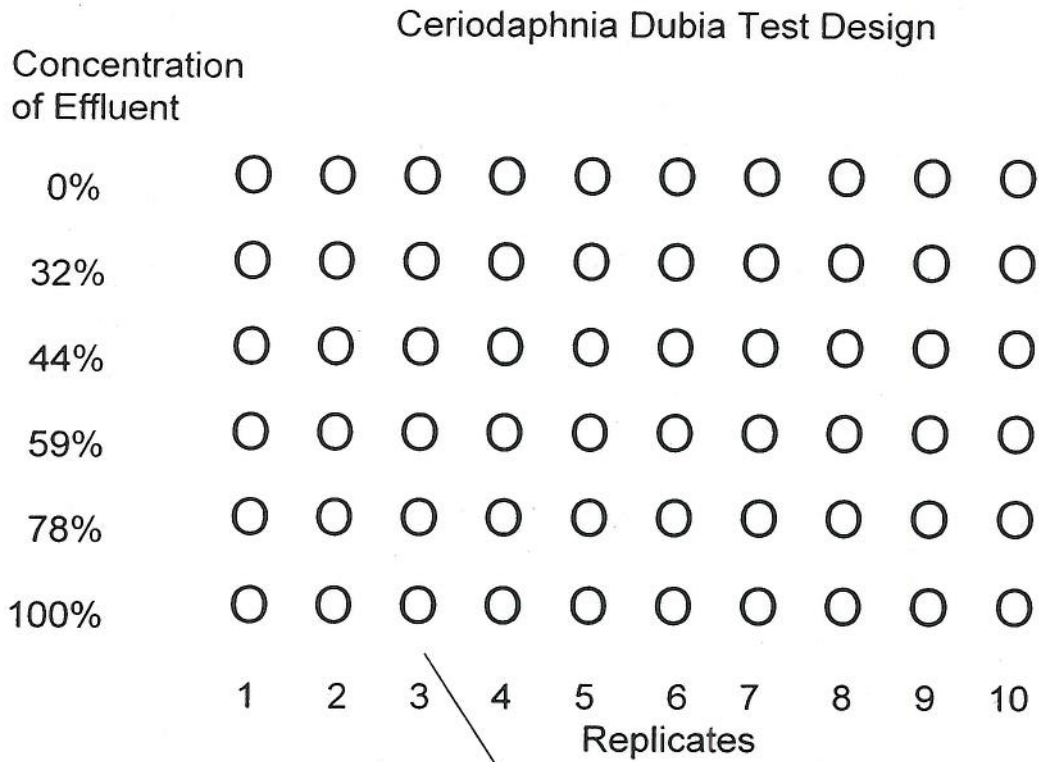 Ceriodaphnia Dubia Test Design
Concentration
of Effluent
0% O O O O O O O O O O
32% O O O O O O O O O O
44% O O O O O O O O O O
59% O O O O O O O O O O
78% O O O O O O O O O O
100% O O O O O O O O O O
1 2 3 4 5 6 7 8 9 10
Replicates